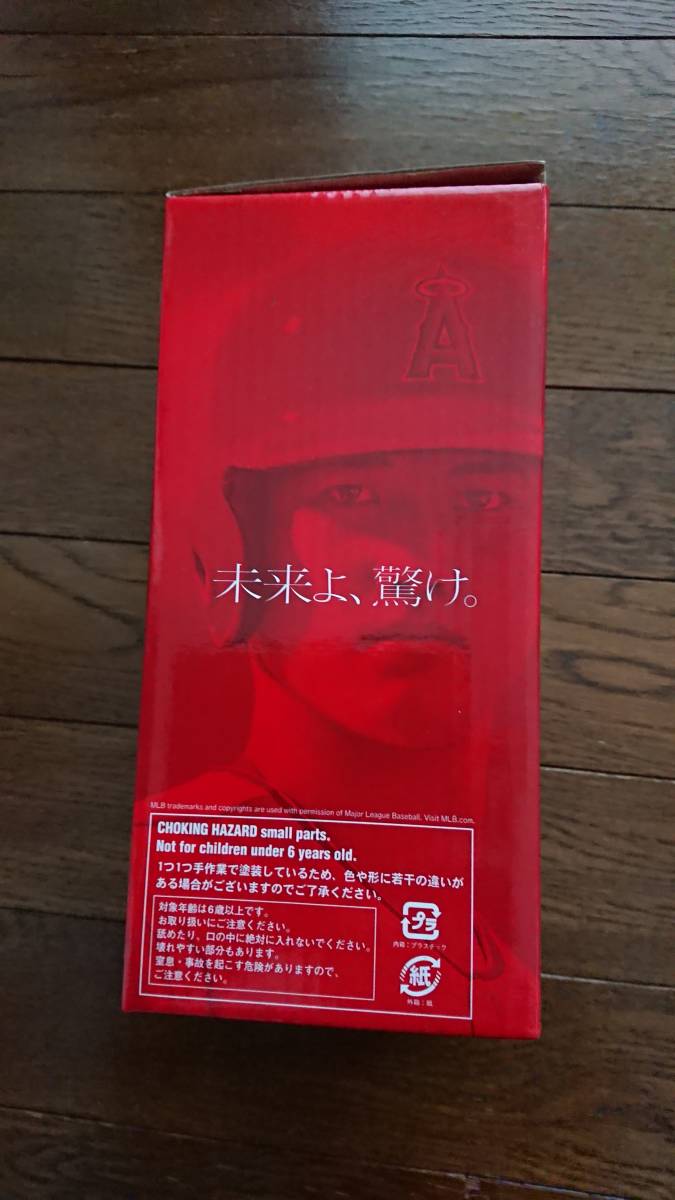 A
未来よ、驚け。
MLB trademarks and copyrights are used with permission of Major League Baseball. Visit MLB.com.
CHOKING HAZARD small parts.
Not for children under 6 years old.
1つ1つ手作業で塗装しているため、色や形に若干の違いが
ある場合がございますのでご了承ください。
対象年齢は6歳以上です。
お取り扱いにご注意ください。
舐めたり、口の中に絶対に入れないでください。
壊れやすい部分もあります。
窒息・事故を起こす危険がありますので、
ご注意ください。
プラ
内箱：プラスチック
紙
外箱：紙